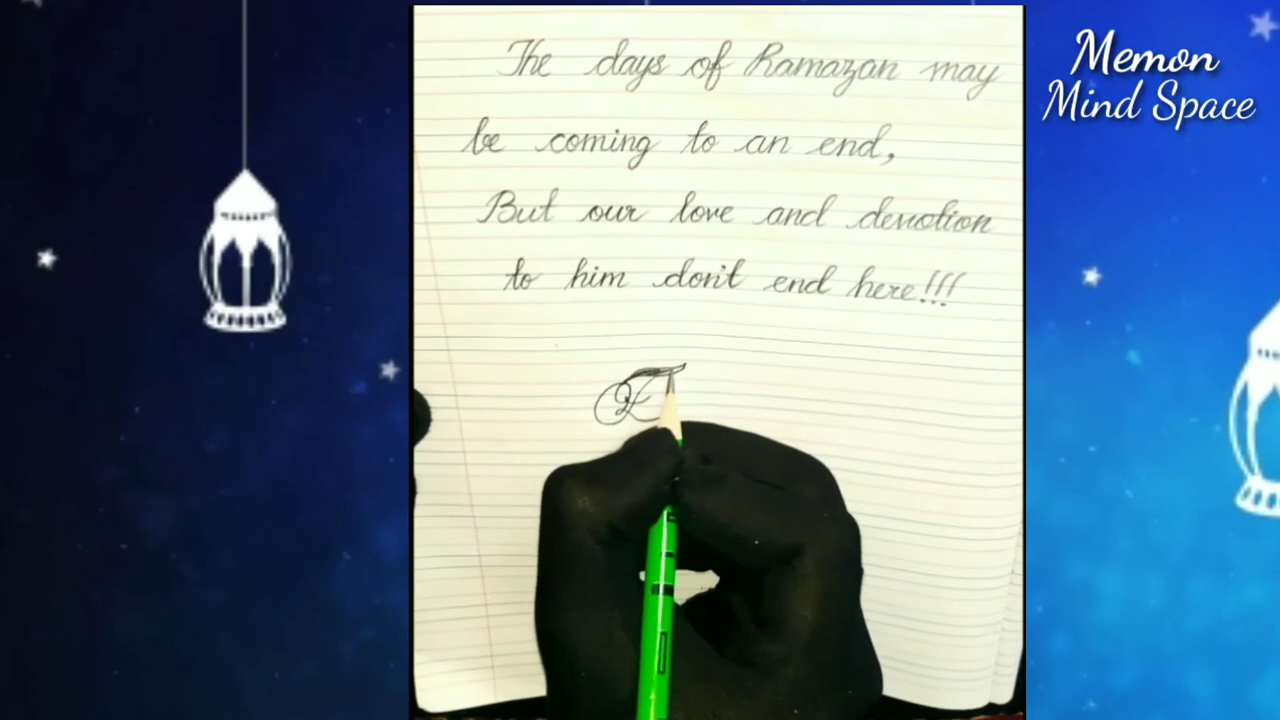 The days of Ramazan may
be coming to an end,
But our love and devotion
to him don't end here!!!
Memon
Mind Space